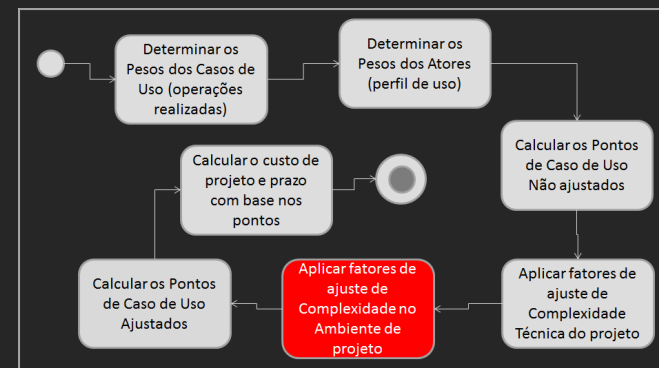 Determinar os
Pesos dos Casos de
Uso (operações
realizadas)
Determinar os
Pesos dos Atores
(perfil de uso)
Calcular os Pontos
de Caso de Uso
Não ajustados
Aplicar fatores de
ajuste de
Complexidade
Técnica do projeto
Aplicar fatores de
ajuste de
Complexidade no
Ambiente de
projeto
Calcular os Pontos
de Caso de Uso
Ajustados
Calcular o custo de
projeto e prazo
com base nos
pontos